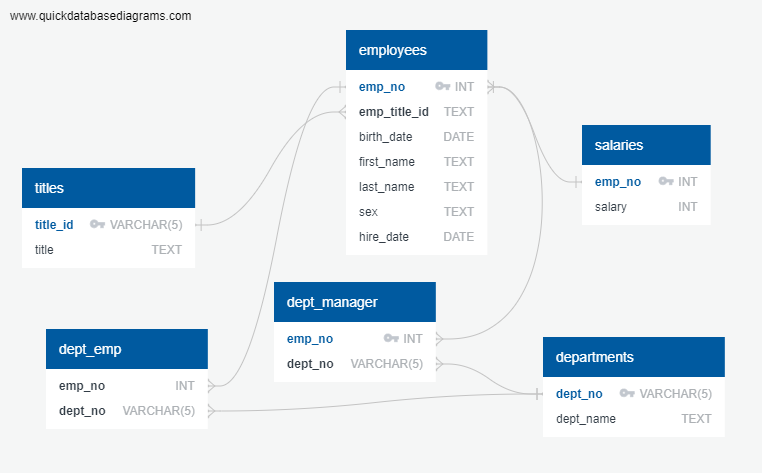 www.quickdatabasediagrams.com
employees
emp_no INT
emp_title_id TEXT
birth_date DATE
first_name TEXT
last_name TEXT
sex TEXT
hire_date DATE
salaries
emp_no INT
salary INT
titles
title_id VARCHAR(5)
title TEXT
dept_manager
emp_no INT
dept_no VARCHAR(5)
dept_emp
emp_no INT
dept_no VARCHAR(5)
departments
dept_no VARCHAR(5)
dept_name TEXT